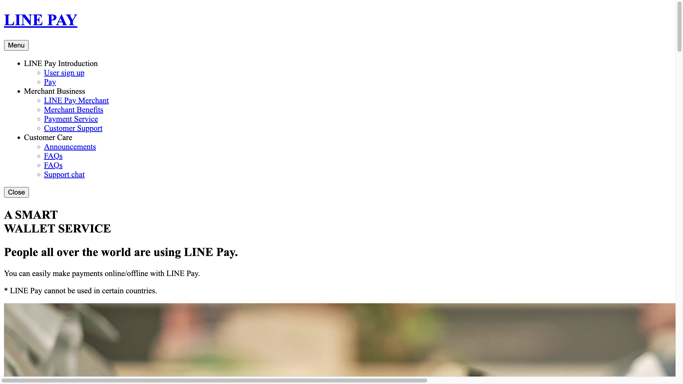 LINE PAY
Menu
LINE Pay Introduction
User sign up
Pay
Merchant Business
LINE Pay Merchant
Merchant Benefits
Payment Service
Customer Support
Customer Care
Announcements
FAQs
FAQs
Support chat
Close
A SMART
WALLET SERVICE
People all over the world are using LINE Pay.
You can easily make payments online/offline with LINE Pay.
* LINE Pay cannot be used in certain countries.